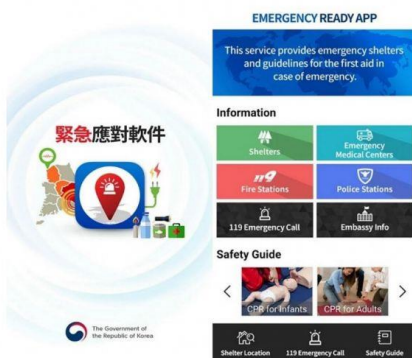 緊急應對軟件
The Government of
the Republic of Korea
EMERGENCY READY APP
This service provides emergency shelters
and guidelines for the first aid in
case of emergency.
Information
Shelters
Emergency
Medical Centers
119
Fire Stations
Police Stations
119 Emergency Call
Embassy Info
Safety Guide
CPR for Infants
CPR for Adults
Shelter Location
119 Emergency Call
Safety Guide